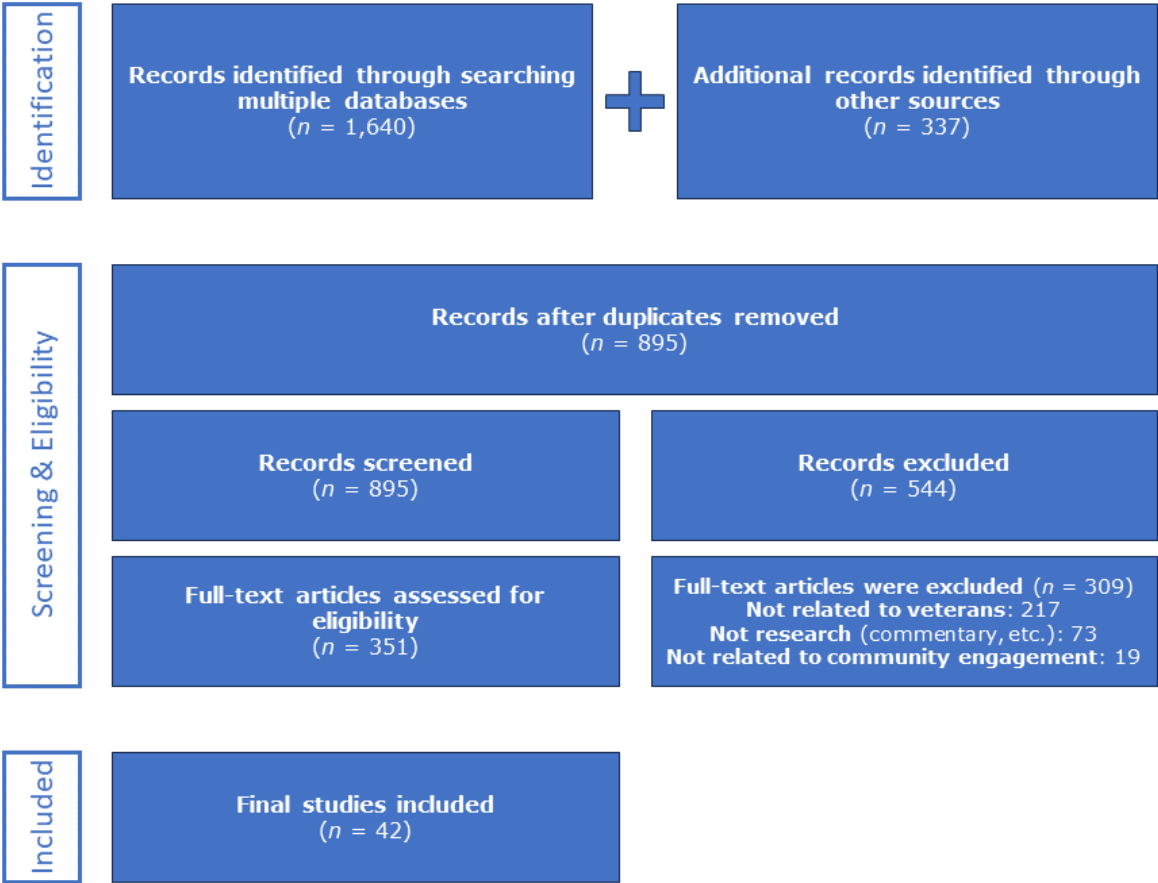 Identification
Records identified through searching
multiple databases
(n = 1,640)
Additional records identified through
other sources
(n = 337)
Screening & Eligibility
Records after duplicates removed
(n = 895)
Records screened
(n = 895)
Records excluded
(n = 544)
Full-text articles assessed for
eligibility
(n = 351)
Full-text articles were excluded (n = 309)
Not related to veterans: 217
Not research (commentary, etc.): 73
Not related to community engagement: 19
Included
Final studies included
(n = 42)